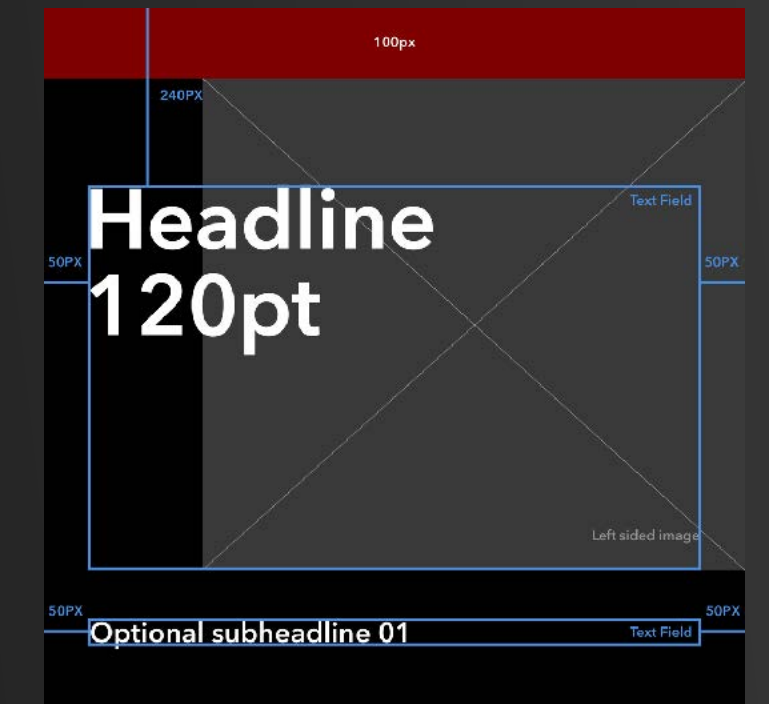 100px
240PX
Headline
Text Field
50PX
50PX
120pt
Left sided image
50PX
50PX
Optional subheadline 01
Text Field